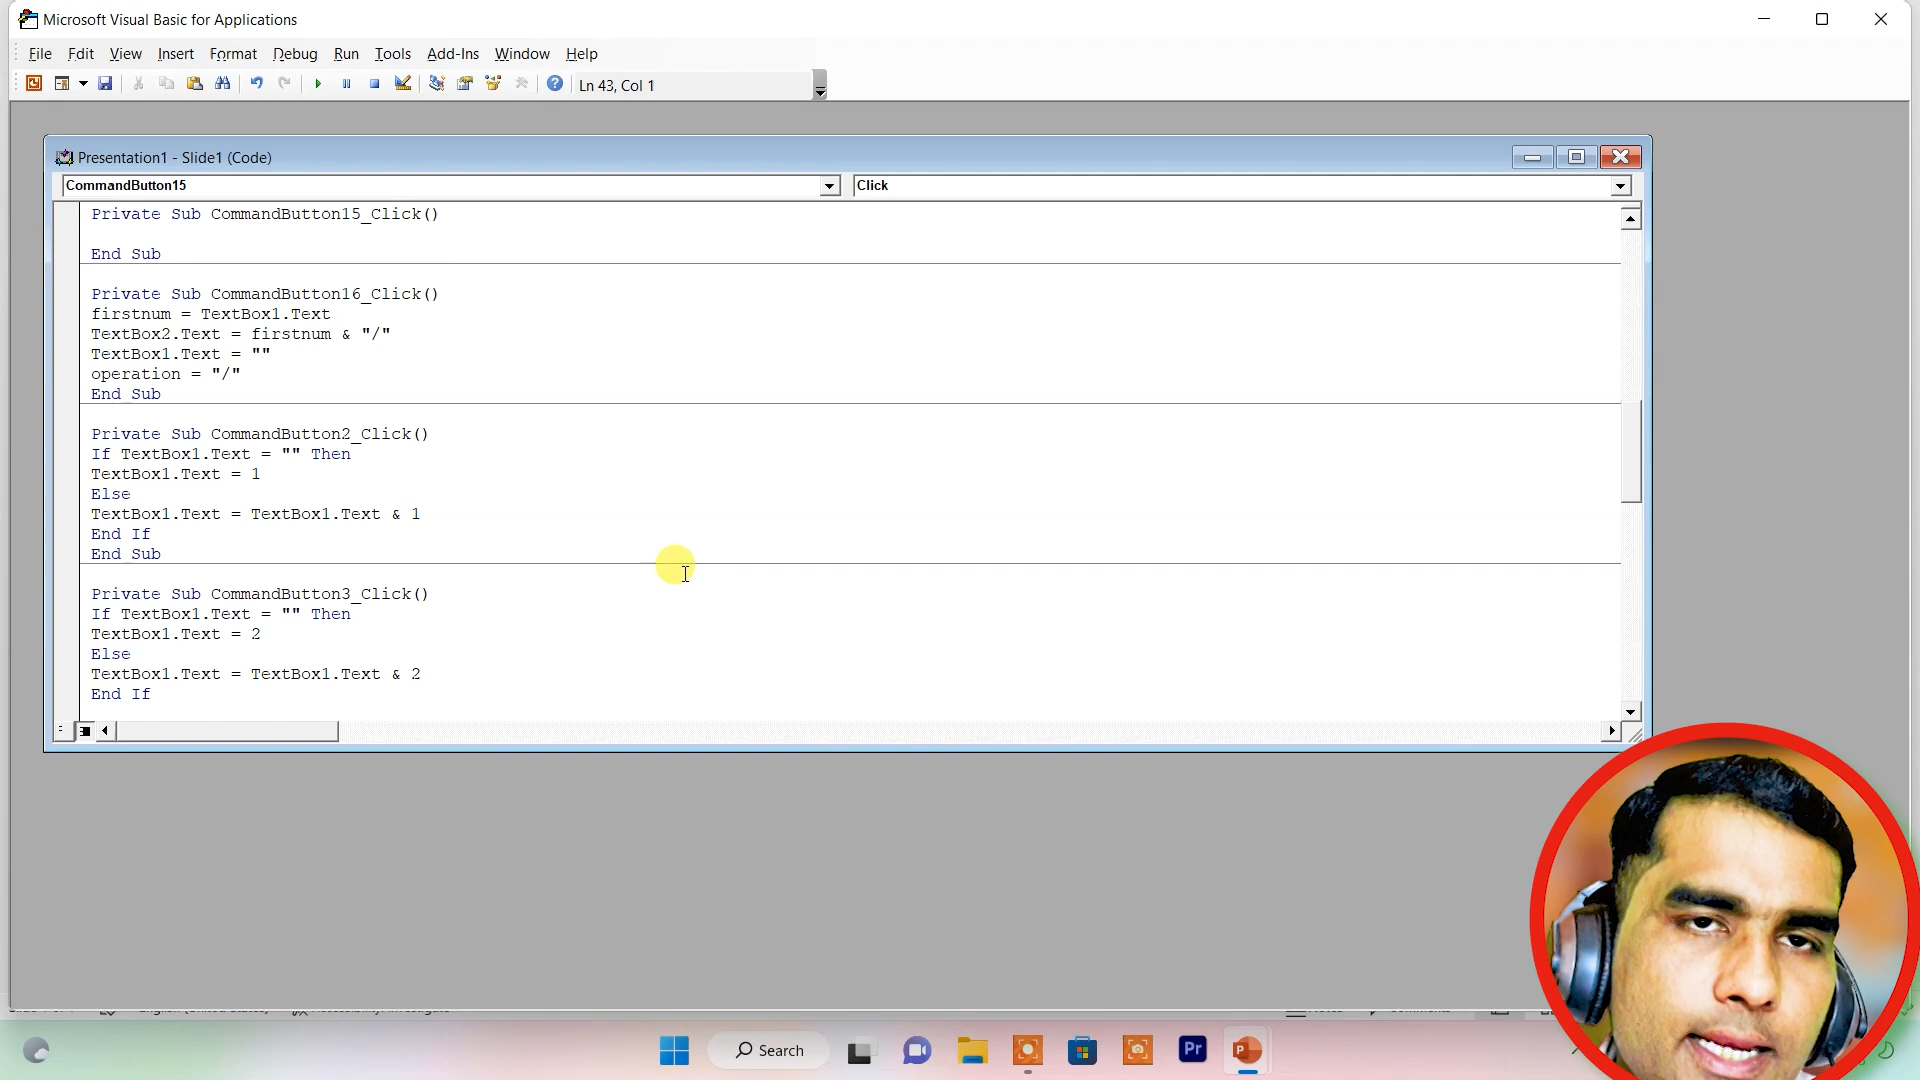 Microsoft Visual Basic for Applications
File Edit View Insert Format Debug Run Tools Add-Ins Window Help
Ln 43, Col 1
Presentation1 - Slide1 (Code)
CommandButton15 Click
Private Sub CommandButton15_Click()
End Sub
Private Sub CommandButton16_Click()
firstnum = TextBox1.Text
TextBox2.Text = firstnum & "/"
TextBox1.Text = ""
operation = "/"
End Sub
Private Sub CommandButton2_Click()
If TextBox1.Text = "" Then
TextBox1.Text = 1
Else
TextBox1.Text = TextBox1.Text & 1
End If
End Sub
Private Sub CommandButton3_Click()
If TextBox1.Text = "" Then
TextBox1.Text = 2
Else
TextBox1.Text = TextBox1.Text & 2
End If
Search
Pr
P